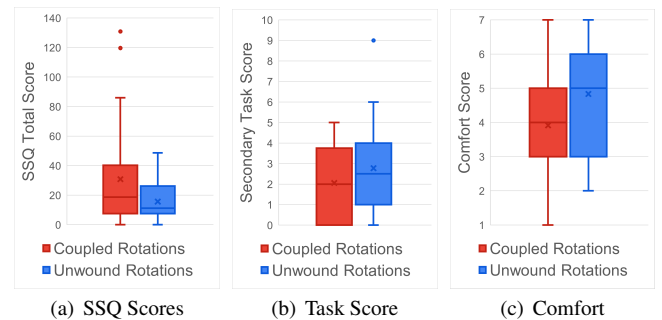 SSQ Total Score
140
120
100
80
60
40
20
0
Coupled Rotations
Unwound Rotations
(a) SSQ Scores
Secondary Task Score
10
9
8
7
6
5
4
3
2
1
0
Coupled Rotations
Unwound Rotations
(b) Task Score
Comfort Score
7
6
5
4
3
2
1
Coupled Rotations
Unwound Rotations
(c) Comfort